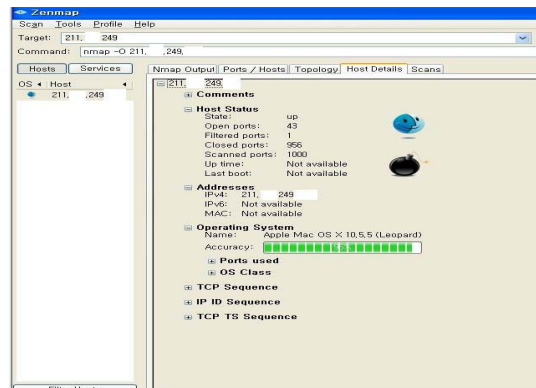 Zenmap
Scan Tools Profile Help
Target: 211, 249
Command: nmap -O 211, ,249,
Hosts Services
Nmap Output Ports / Hosts Topology Host Details Scans
OS Host
211, ,249
211, 249,
Comments
Host Status
State: up
Open ports: 43
Filtered ports: 1
Closed ports: 956
Scanned ports: 1000
Up time: Not available
Last boot: Not available
Addresses
IPv4: 211, 249
IPv6: Not available
MAC: Not available
Operating System
Name: Apple Mac OS X 10,5,5 (Leopard)
Accuracy:
Ports used
OS Class
TCP Sequence
IP ID Sequence
TCP TS Sequence